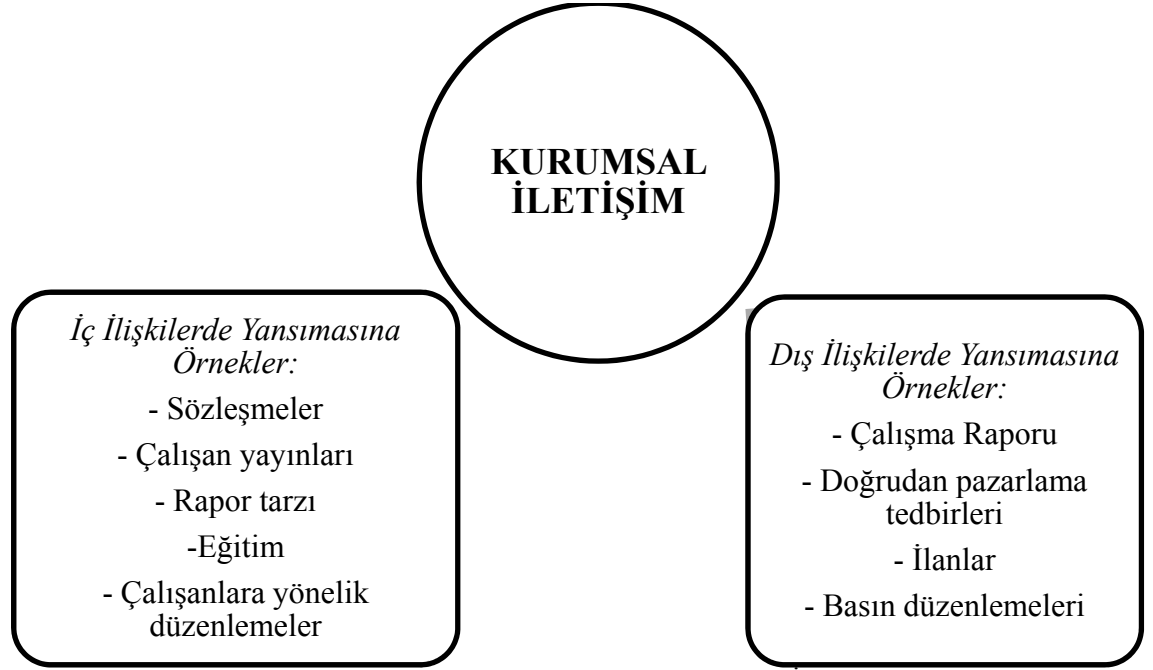 KURUMSAL
İLETİŞİM
İç İlişkilerde Yansımasına
Örnekler:
- Sözleşmeler
- Çalışan yayınları
- Rapor tarzı
-Eğitim
- Çalışanlara yönelik
düzenlemeler
Dış İlişkilerde Yansımasına
Örnekler:
- Çalışma Raporu
- Doğrudan pazarlama
tedbirleri
- İlanlar
- Basın düzenlemeleri